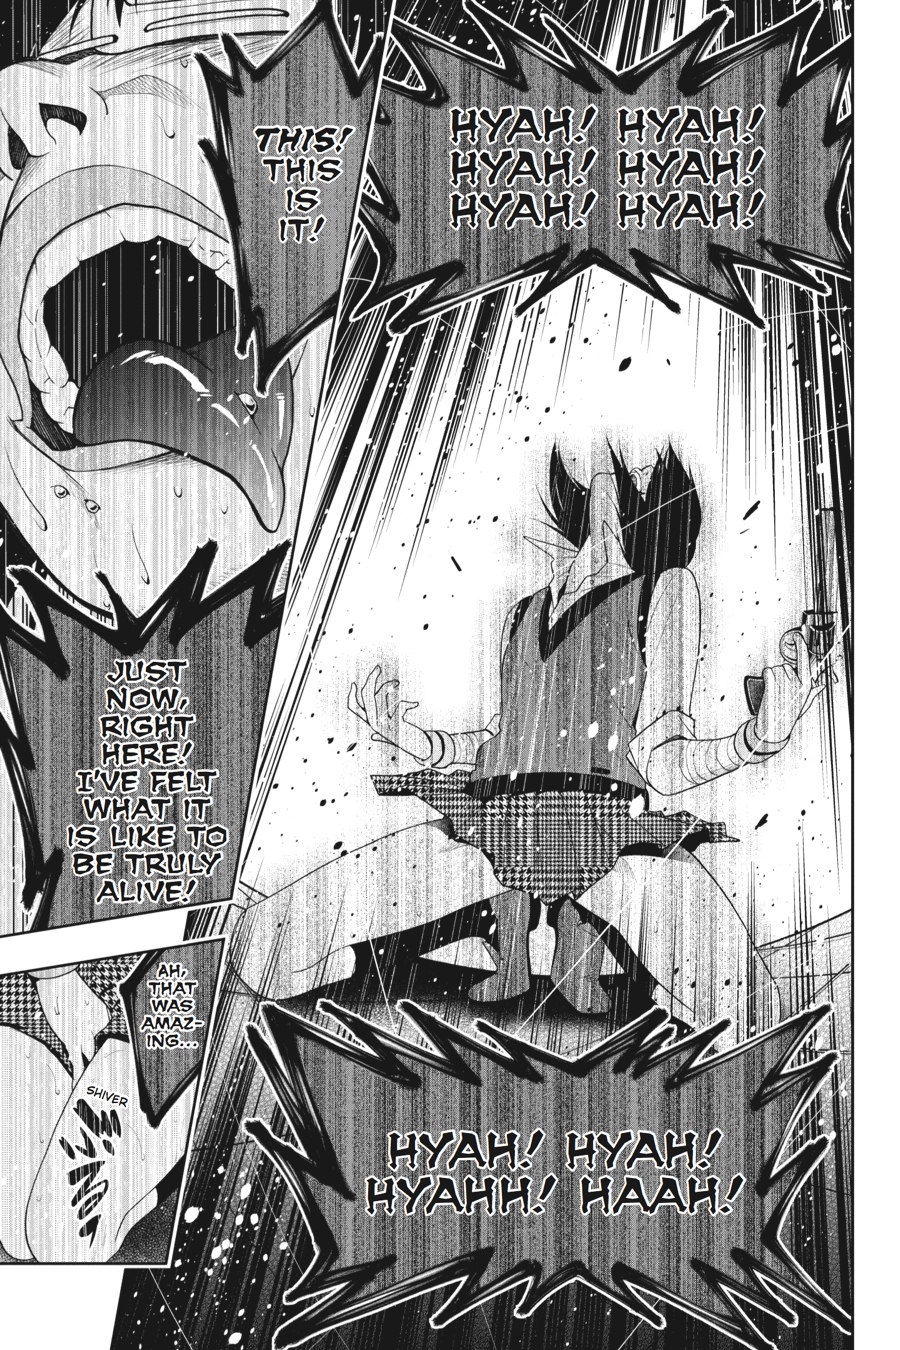 HYAH! HYAH!
HYAH! HYAH!
HYAH! HYAH!
HYAH! HYAH!
HYAHH! HAAH!
THIS!
THIS
IS
IT!
JUST
NOW,
RIGHT
HERE!
I'VE FELT
WHAT IT
IS LIKE TO
BE TRULY
ALIVE!
AH,
THAT
WAS
AMAZ-
ING...
SHIVER